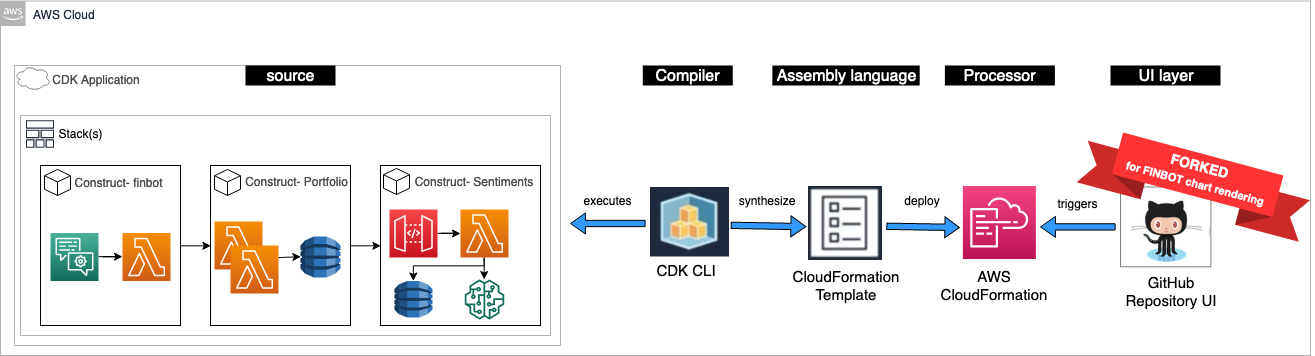 aws
AWS Cloud
CDK Application
source
Compiler
Assembly language
Processor
UI layer
Stack(s)
Construct- finbot
Construct- Portfolio
Construct- Sentiments
executes
synthesize
deploy
triggers
FORKED
for FINBOT chart rendering
CDK CLI
CloudFormation
Template
AWS
CloudFormation
GitHub
Repository UI